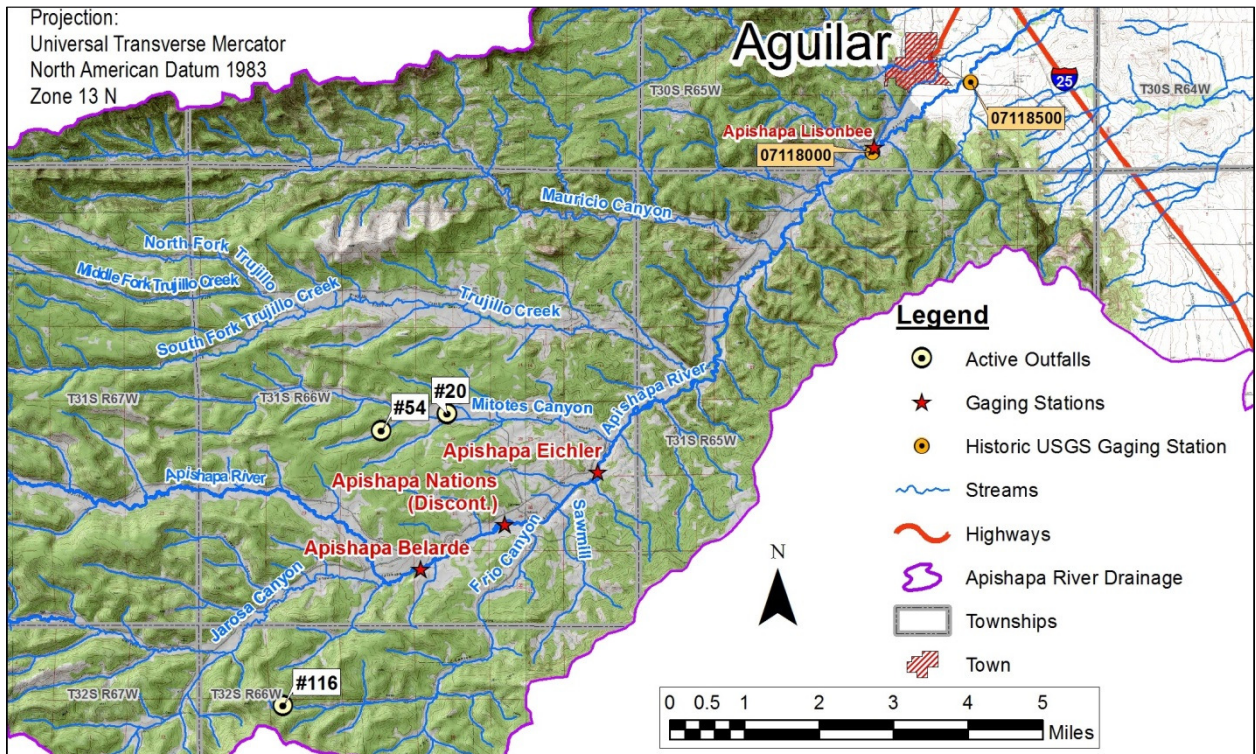 Projection:
Universal Transverse Mercator
North American Datum 1983
Zone 13 N
Aguilar
25
T30S R65W
T30S R64W
07118500
Apishapa Lisonbee
07118000
Mauricio Canyon
North Fork Trujillo
Middle Fork Trujillo Creek
South Fork Trujillo Creek
Trujillo Creek
Apishapa River
T31S R67W
T31S R66W
#54
#20
Mitotes Canyon
T31S R65W
Apishapa River
Apishapa Eichler
Apishapa Nations
(Discont.)
Apishapa Belarde
Frio Canyon
Sawmill
Jarosa Canyon
T32S R67W
T32S R66W
#116
Legend
Active Outfalls
Gaging Stations
Historic USGS Gaging Station
Streams
Highways
Apishapa River Drainage
Townships
Town
N
0 0.5 1 2 3 4 5
Miles